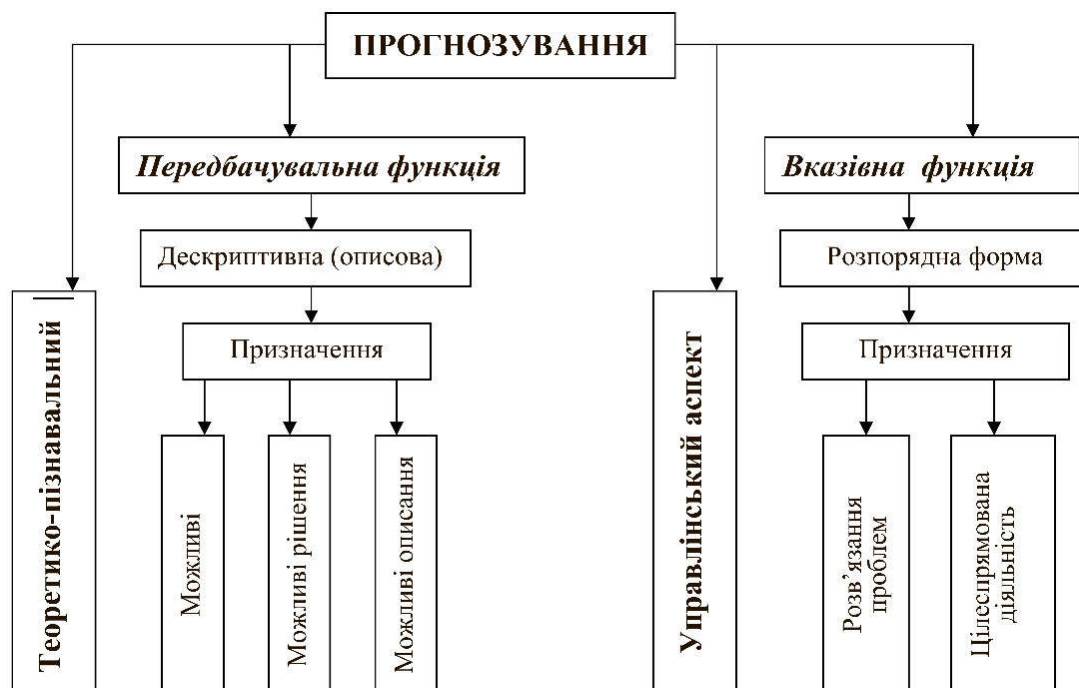 ПРОГНОЗУВАННЯ
Передбачувальна функція
Вказівна функція
Дескриптивна (описова)
Розпорядна форма
Призначення
Призначення
Теоретико-пізнавальний
Можливі
Можливі рішення
Можливі описання
Управлінський аспект
Розв’язання
проблем
Цілеспрямована
діяльність